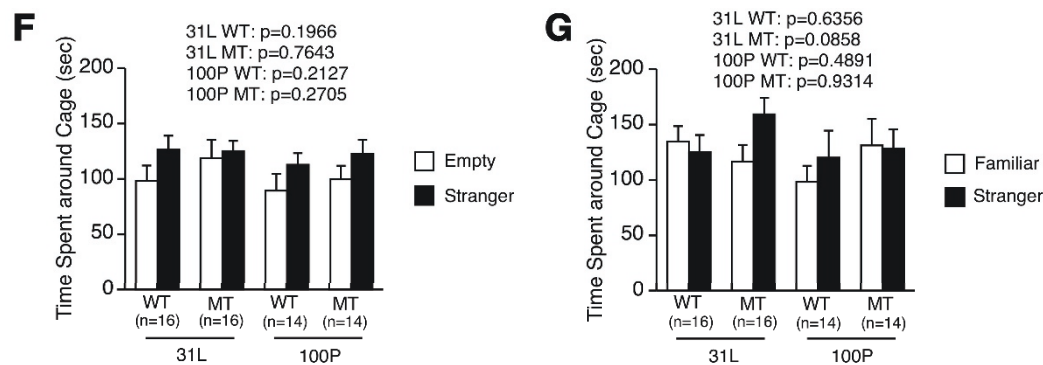 F
31L WT: p=0.1966
31L MT: p=0.7643
100P WT: p=0.2127
100P MT: p=0.2705
Time Spent around Cage (sec)
200
150
100
50
0
WT MT WT MT
(n=16) (n=16) (n=14) (n=14)
31L 100P
Empty
Stranger
G
31L WT: p=0.6356
31L MT: p=0.0858
100P WT: p=0.4891
100P MT: p=0.9314
Time Spent around Cage (sec)
200
150
100
50
0
WT MT WT MT
(n=16) (n=16) (n=14) (n=14)
31L 100P
Familiar
Stranger